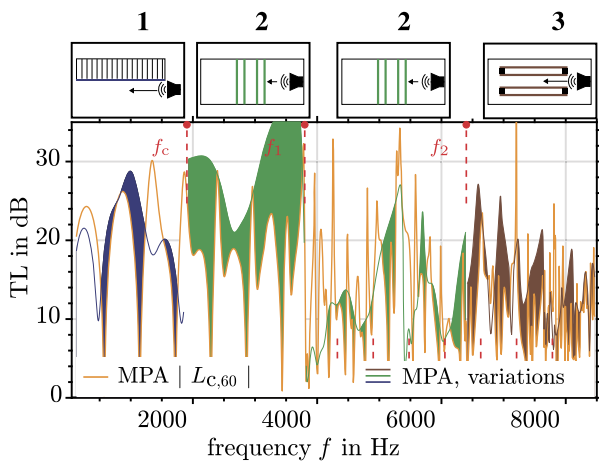 1 2 2 3
f_c f_1 f_2
30
20
10
0
TL in dB
MPA | L_{C,60} | MPA, variations
2000 4000 6000 8000
frequency f in Hz